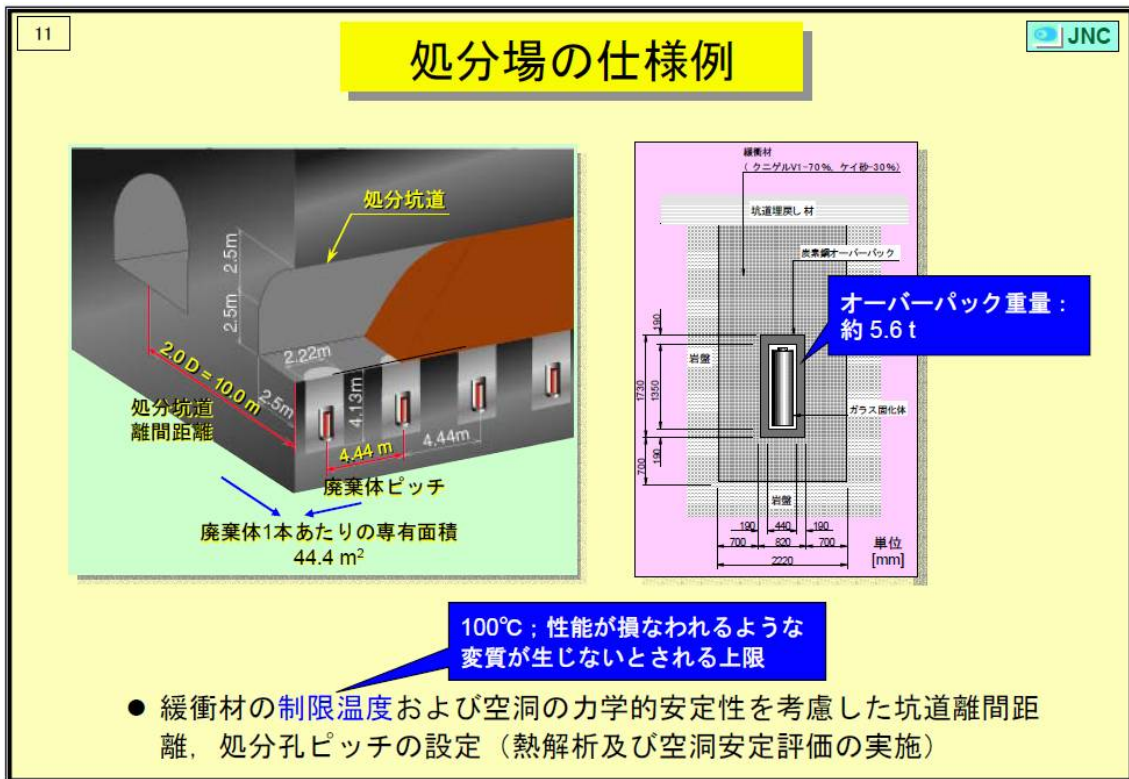 11
JNC
処分場の仕様例
処分坑道
2.5m
2.5m
2.22m
2.5m
4.13m
2.0 D = 10.0 m
処分坑道
離間距離
4.44 m
4.44m
廃棄体ピッチ
廃棄体1本あたりの専有面積
44.4 m²
緩衝材
( クニゲルV1-70%, ケイ砂-30%)
坑道埋戻し材
炭素鋼オーバーパック
オーバーパック重量：
約 5.6 t
岩盤
ガラス固化体
190
1730
1350
190
700
岩盤
190
440
190
700
820
700
2220
単位
[mm]
100℃；性能が損なわれるような
変質が生じないとされる上限
● 緩衝材の制限温度および空洞の力学的安定性を考慮した坑道離間距
離，処分孔ピッチの設定（熱解析及び空洞安定評価の実施）